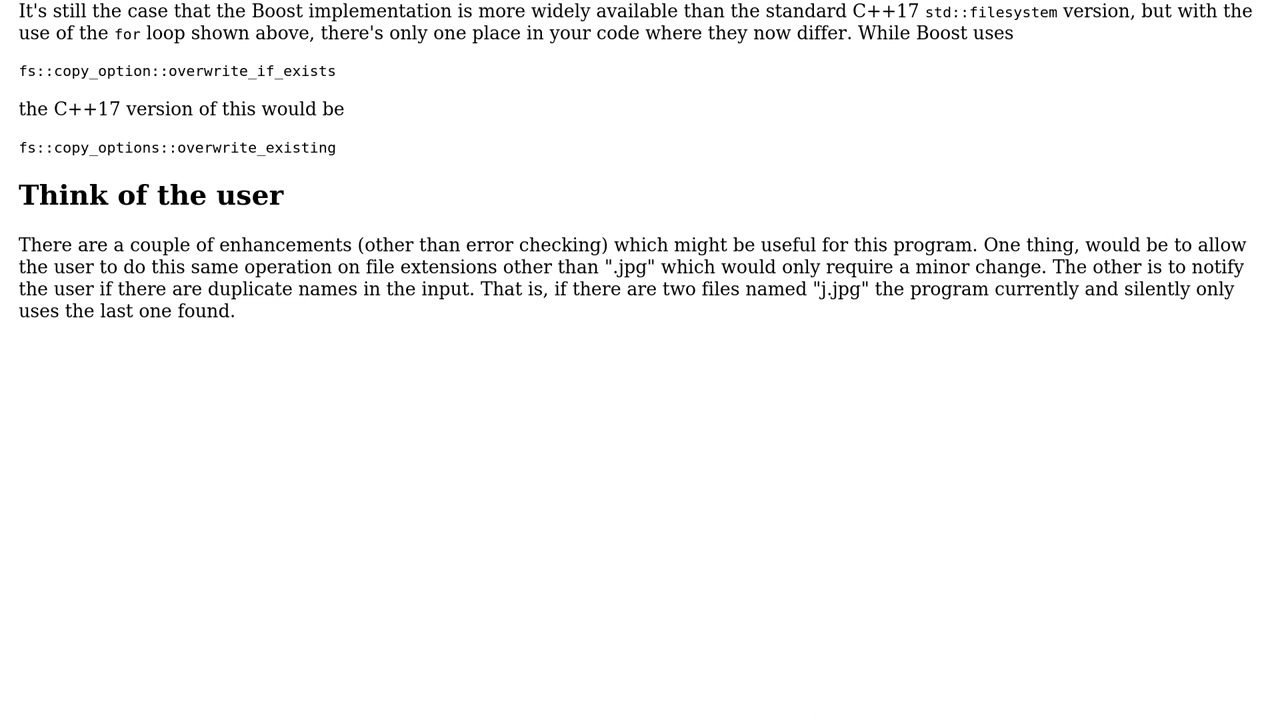 It's still the case that the Boost implementation is more widely available than the standard C++17 std::filesystem version, but with the
use of the for loop shown above, there's only one place in your code where they now differ. While Boost uses
fs::copy_option::overwrite_if_exists
the C++17 version of this would be
fs::copy_options::overwrite_existing
Think of the user
There are a couple of enhancements (other than error checking) which might be useful for this program. One thing, would be to allow
the user to do this same operation on file extensions other than ".jpg" which would only require a minor change. The other is to notify
the user if there are duplicate names in the input. That is, if there are two files named "j.jpg" the program currently and silently only
uses the last one found.